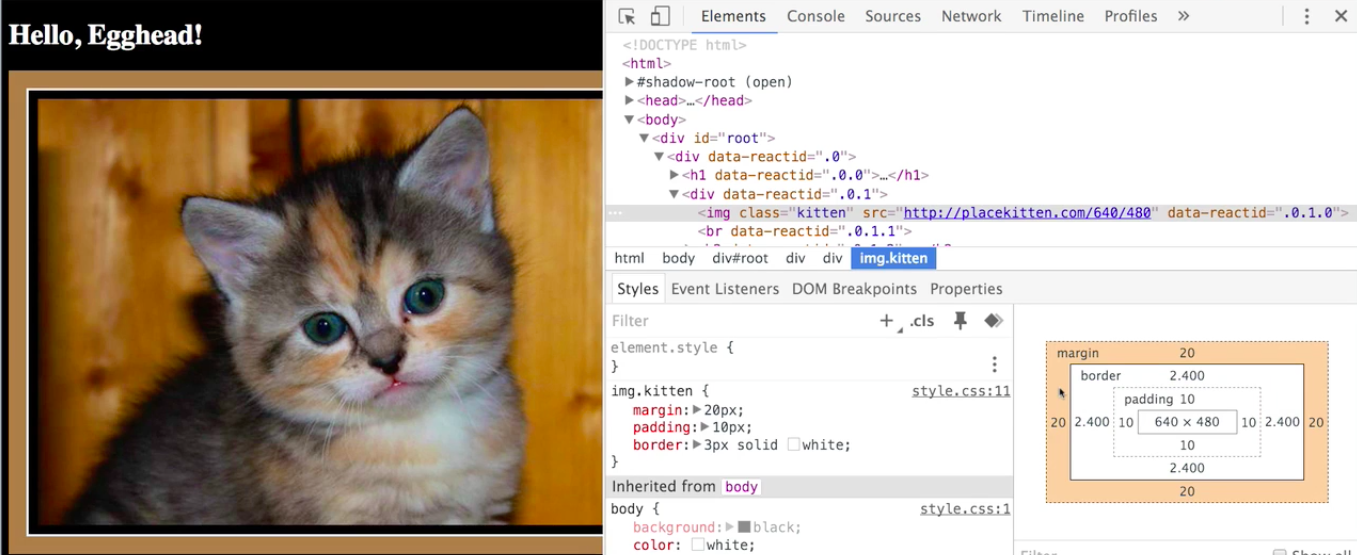 Hello, Egghead!
Elements Console Sources Network Timeline Profiles »
<!DOCTYPE html>
<html>
▶#shadow-root (open)
▶<head>…</head>
▼<body>
▼<div id="root">
▼<div data-reactid=".0">
▶<h1 data-reactid=".0.0">…</h1>
▼<div data-reactid=".0.1">
<img class="kitten" src="http://placekitten.com/640/480" data-reactid=".0.1.0">
<br data-reactid=".0.1.1">
html body div#root div div img.kitten
Styles Event Listeners DOM Breakpoints Properties
Filter + .cls
element.style {
}
img.kitten { style.css:11
margin:▶20px;
padding:▶10px;
border:▶3px solid white;
}
Inherited from body
body { style.css:1
background:▶black;
color: white;
margin 20
border 2.400
padding 10
20 2.400 10 640 × 480 10 2.400 20
10
2.400
20
Filter Show all